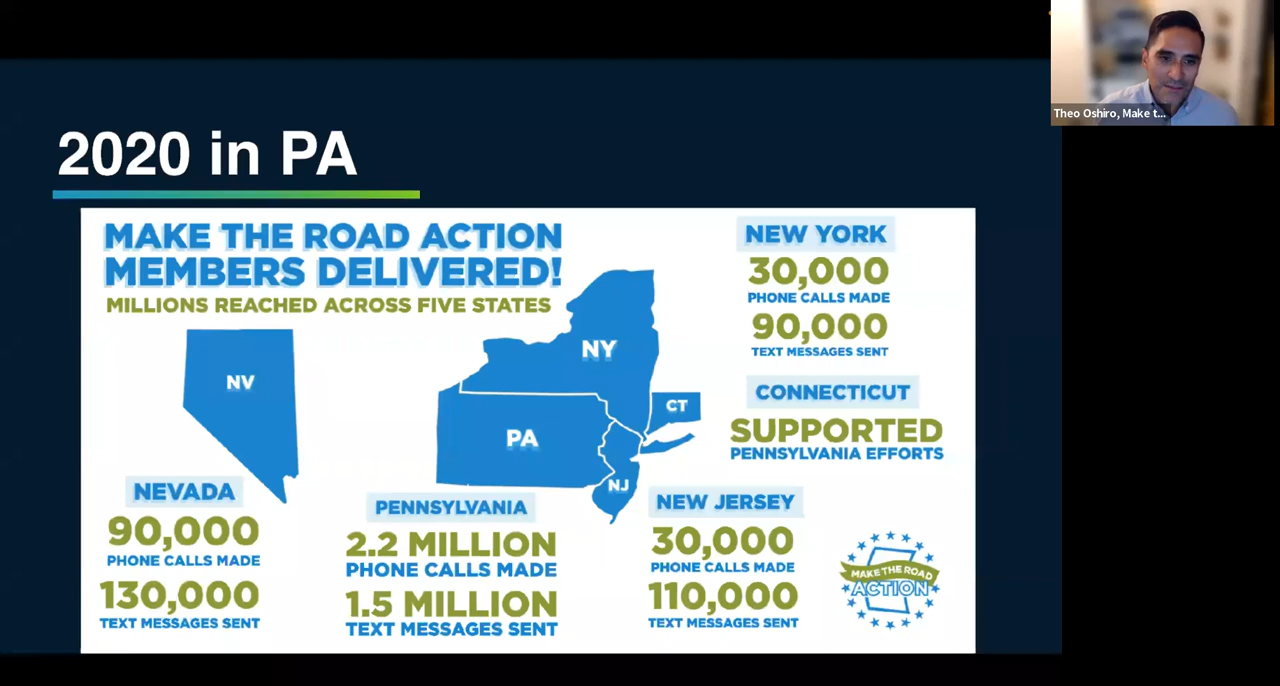 2020 in PA
MAKE THE ROAD ACTION
MEMBERS DELIVERED!
MILLIONS REACHED ACROSS FIVE STATES
NV
NY
PA
CT
NJ
NEW YORK
30,000
PHONE CALLS MADE
90,000
TEXT MESSAGES SENT
CONNECTICUT
SUPPORTED
PENNSYLVANIA EFFORTS
NEVADA
90,000
PHONE CALLS MADE
130,000
TEXT MESSAGES SENT
PENNSYLVANIA
2.2 MILLION
PHONE CALLS MADE
1.5 MILLION
TEXT MESSAGES SENT
NEW JERSEY
30,000
PHONE CALLS MADE
110,000
TEXT MESSAGES SENT
MAKE THE ROAD
ACTION
Theo Oshiro, Make t...